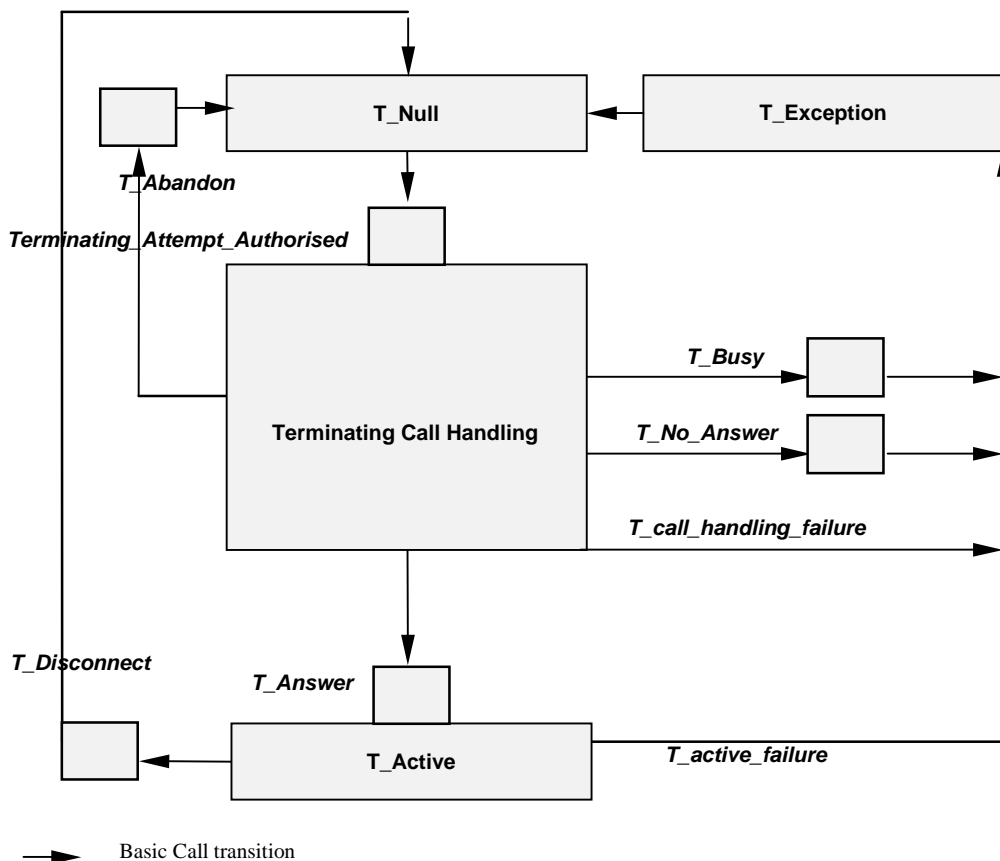 T_Null
T_Exception
T_Abandon
Terminating_Attempt_Authorised
T_Busy
Terminating Call Handling
T_No_Answer
T_call_handling_failure
T_Disconnect
T_Answer
T_Active
T_active_failure
Basic Call transition